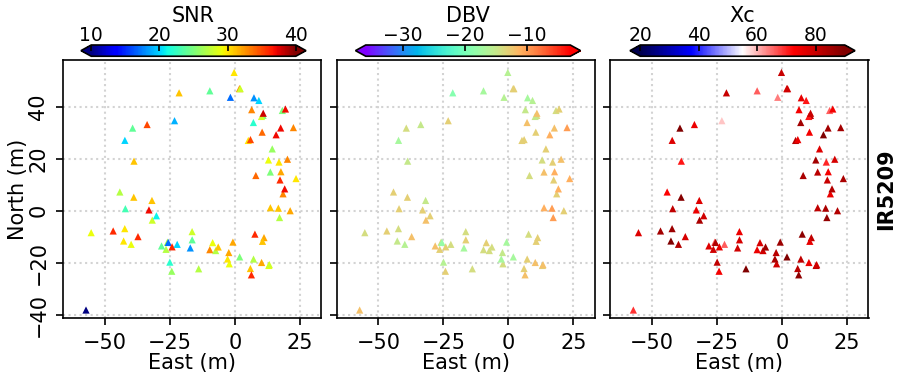 SNR DBV Xc
10 20 30 40 −30 −20 −10 20 40 60 80
North (m)
40
20
0
−20
−40
−50 −25 0 25 −50 −25 0 25 −50 −25 0 25
East (m) East (m) East (m)
IR5209